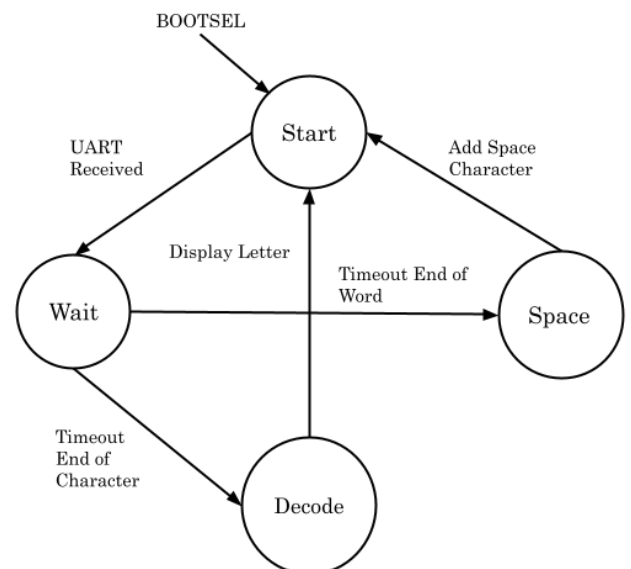 BOOTSEL
Start
UART
Received
Add Space
Character
Display Letter
Timeout End of
Word
Wait
Space
Timeout
End of
Character
Decode